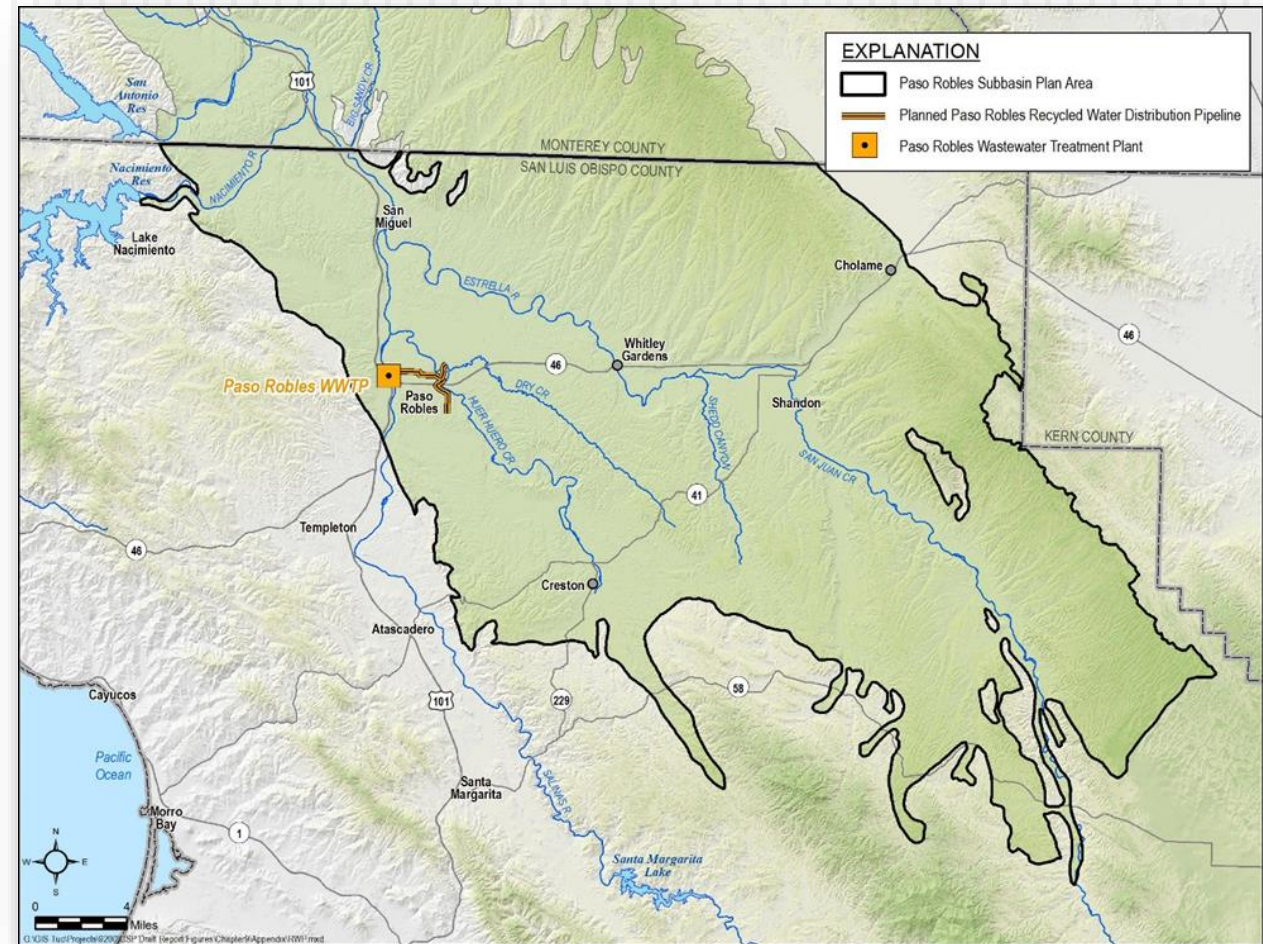 EXPLANATION
Paso Robles Subbasin Plan Area
Planned Paso Robles Recycled Water Distribution Pipeline
Paso Robles Wastewater Treatment Plant
San
Antonio
Res
101
BIG SANDY CR
MONTEREY COUNTY
SAN LUIS OBISPO COUNTY
Nacimiento
Res
NACIMIENTO R
San
Miguel
Lake
Nacimiento
Cholame
ESTRELLA R
46
Whitley
Gardens
46
Paso Robles WWTP
Paso
Robles
DRY CR
HUER HUERO CR
SHEDD CANYON
Shandon
SAN JUAN CR
KERN COUNTY
41
Templeton
46
Creston
Atascadero
58
229
101
Cayucos
Pacific
Ocean
Santa
Margarita
SALINAS R
Morro
Bay
1
Santa Margarita
Lake
N
W E
S
0 4
Miles